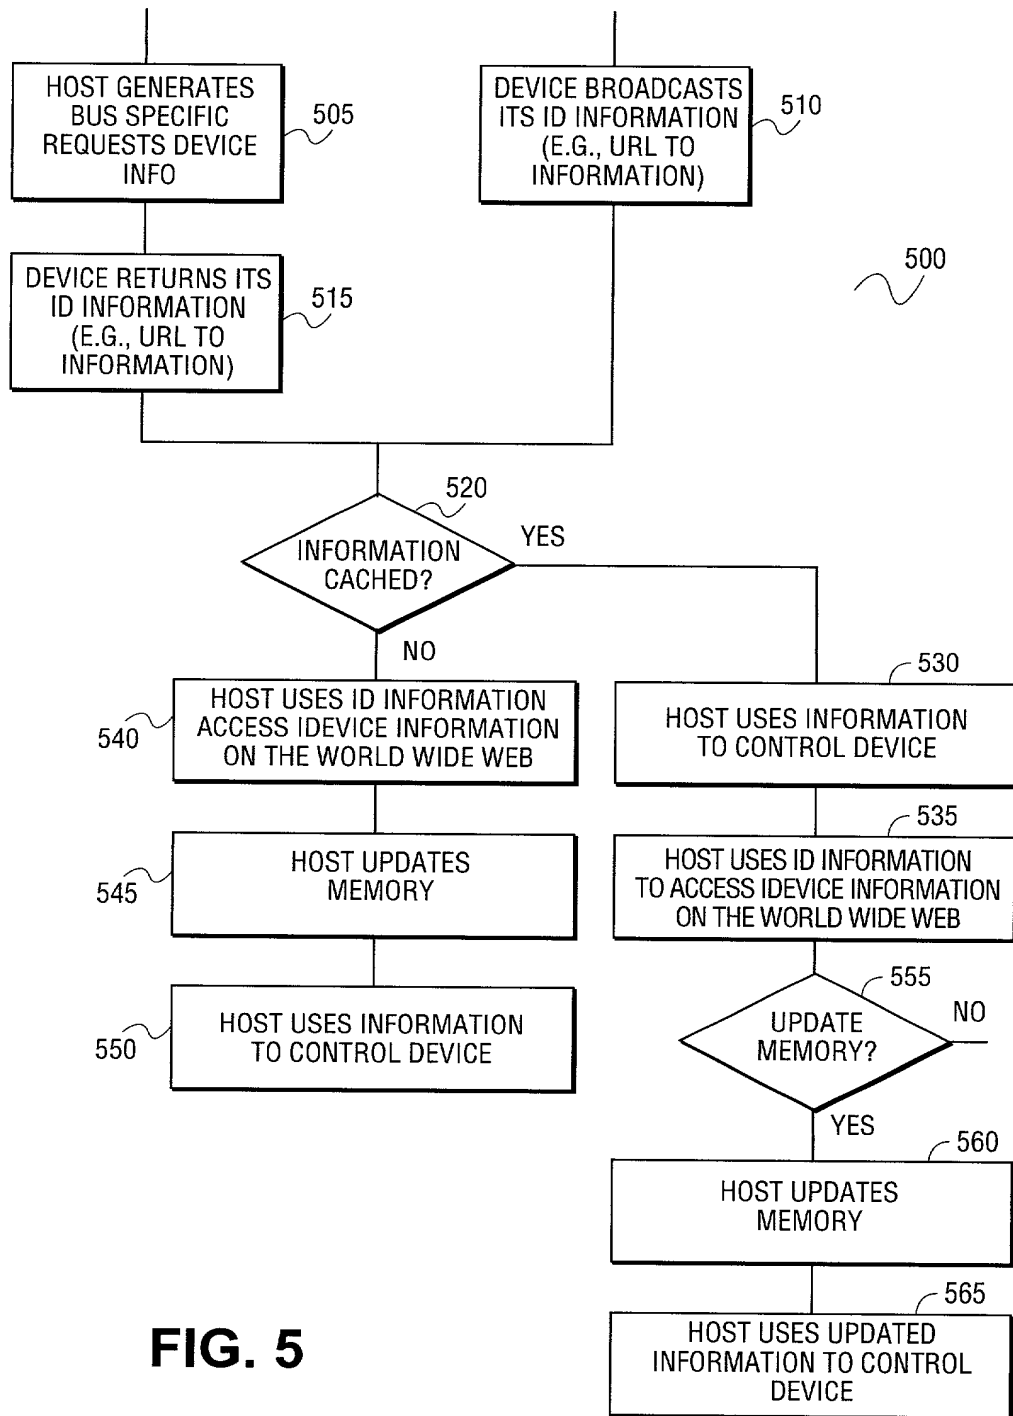 HOST GENERATES
BUS SPECIFIC
REQUESTS DEVICE
INFO
505
DEVICE BROADCASTS
ITS ID INFORMATION
(E.G., URL TO
INFORMATION)
510
DEVICE RETURNS ITS
ID INFORMATION
(E.G., URL TO
INFORMATION)
515
500
520
INFORMATION
CACHED?
YES
NO
HOST USES ID INFORMATION
ACCESS IDEVICE INFORMATION
ON THE WORLD WIDE WEB
540
530
HOST USES INFORMATION
TO CONTROL DEVICE
HOST UPDATES
MEMORY
545
535
HOST USES ID INFORMATION
TO ACCESS IDEVICE INFORMATION
ON THE WORLD WIDE WEB
HOST USES INFORMATION
TO CONTROL DEVICE
550
555
UPDATE
MEMORY?
NO
YES
560
HOST UPDATES
MEMORY
565
HOST USES UPDATED
INFORMATION TO CONTROL
DEVICE
FIG. 5